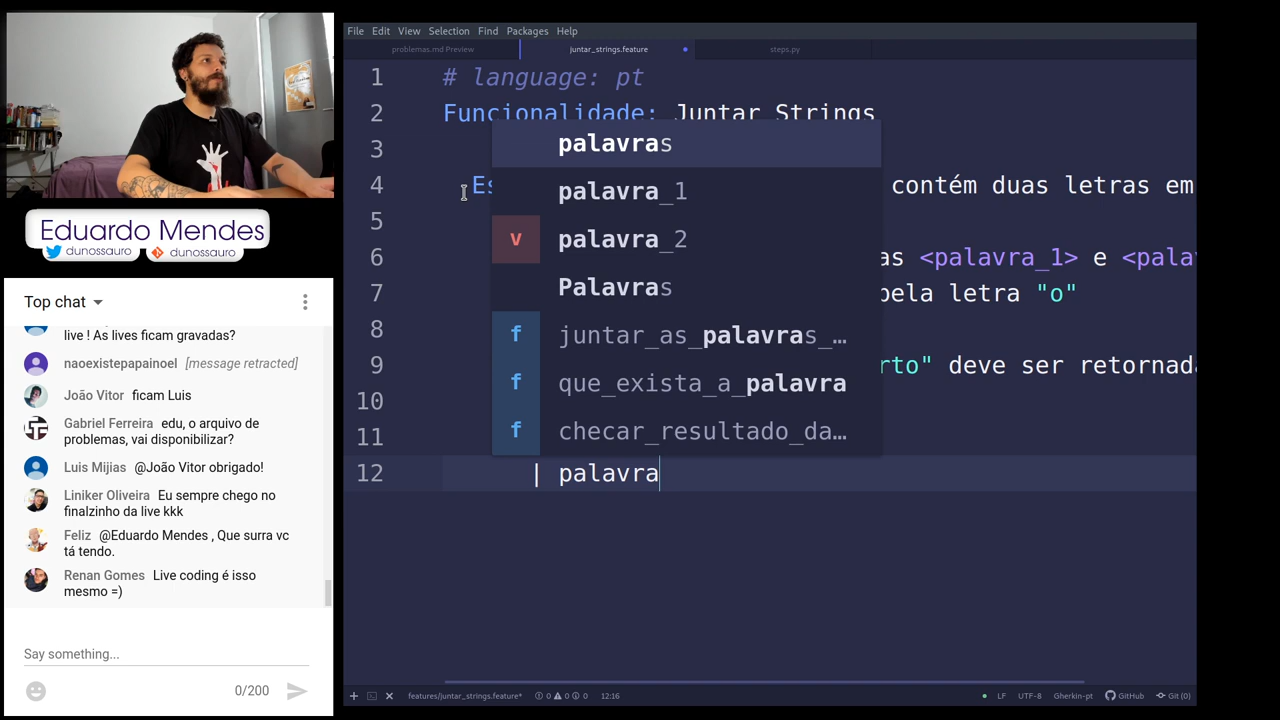 Eduardo Mendes
dunossauro
dunossauro
Top chat
live ! As lives ficam gravadas?
naoexistepapainoel [message retracted]
João Vitor ficam Luis
Gabriel Ferreira edu, o arquivo de
problemas, vai disponibilizar?
Luis Mijias @João Vitor obrigado!
Liniker Oliveira Eu sempre chego no
finalzinho da live kkk
Feliz @Eduardo Mendes , Que surra vc
tá tendo.
Renan Gomes Live coding é isso
mesmo =)
Say something...
0/200
File Edit View Selection Find Packages Help
problemas.md Preview juntar_strings.feature steps.py
1 # language: pt
2 Funcionalidade: Juntar Strings
3
4 Es contém duas letras em
5
6 as <palavra_1> e <pala
7 pela letra "o"
8
9 rto" deve ser retornad
10
11
12 | palavra
palavras
palavra_1
v palavra_2
Palavras
f juntar_as_palavras_…
f que_exista_a_palavra
f checar_resultado_da…
features/juntar_strings.feature* 0 0 0 12:16 LF UTF-8 Gherkin-pt GitHub Git (0)